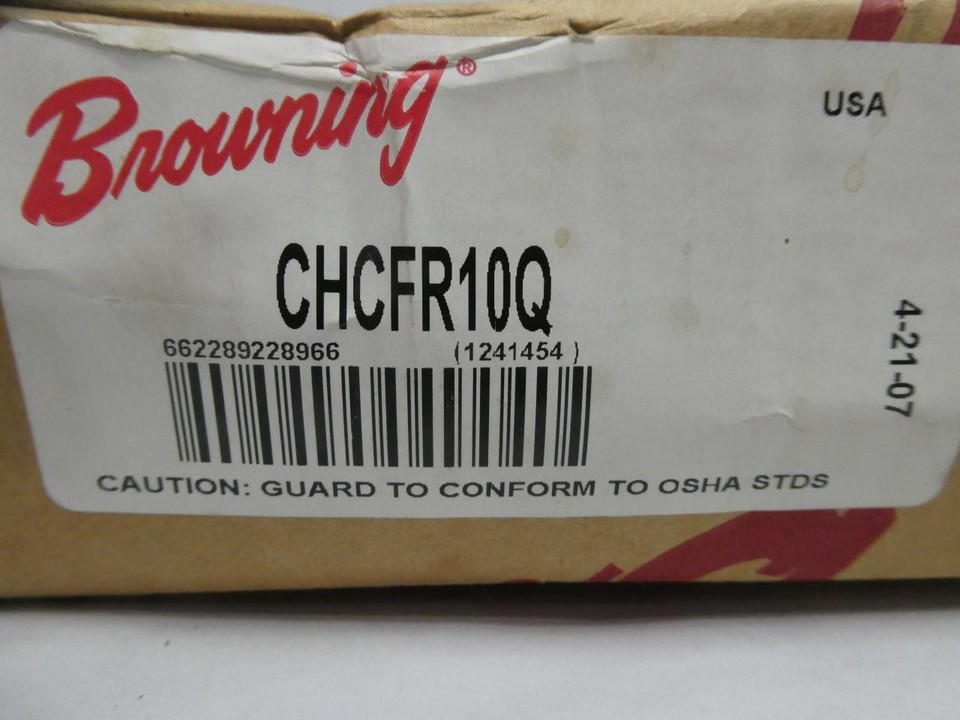 Browning®
USA
CHCFR10Q
662289228966 (1241454 )
4-21-07
CAUTION: GUARD TO CONFORM TO OSHA STDS